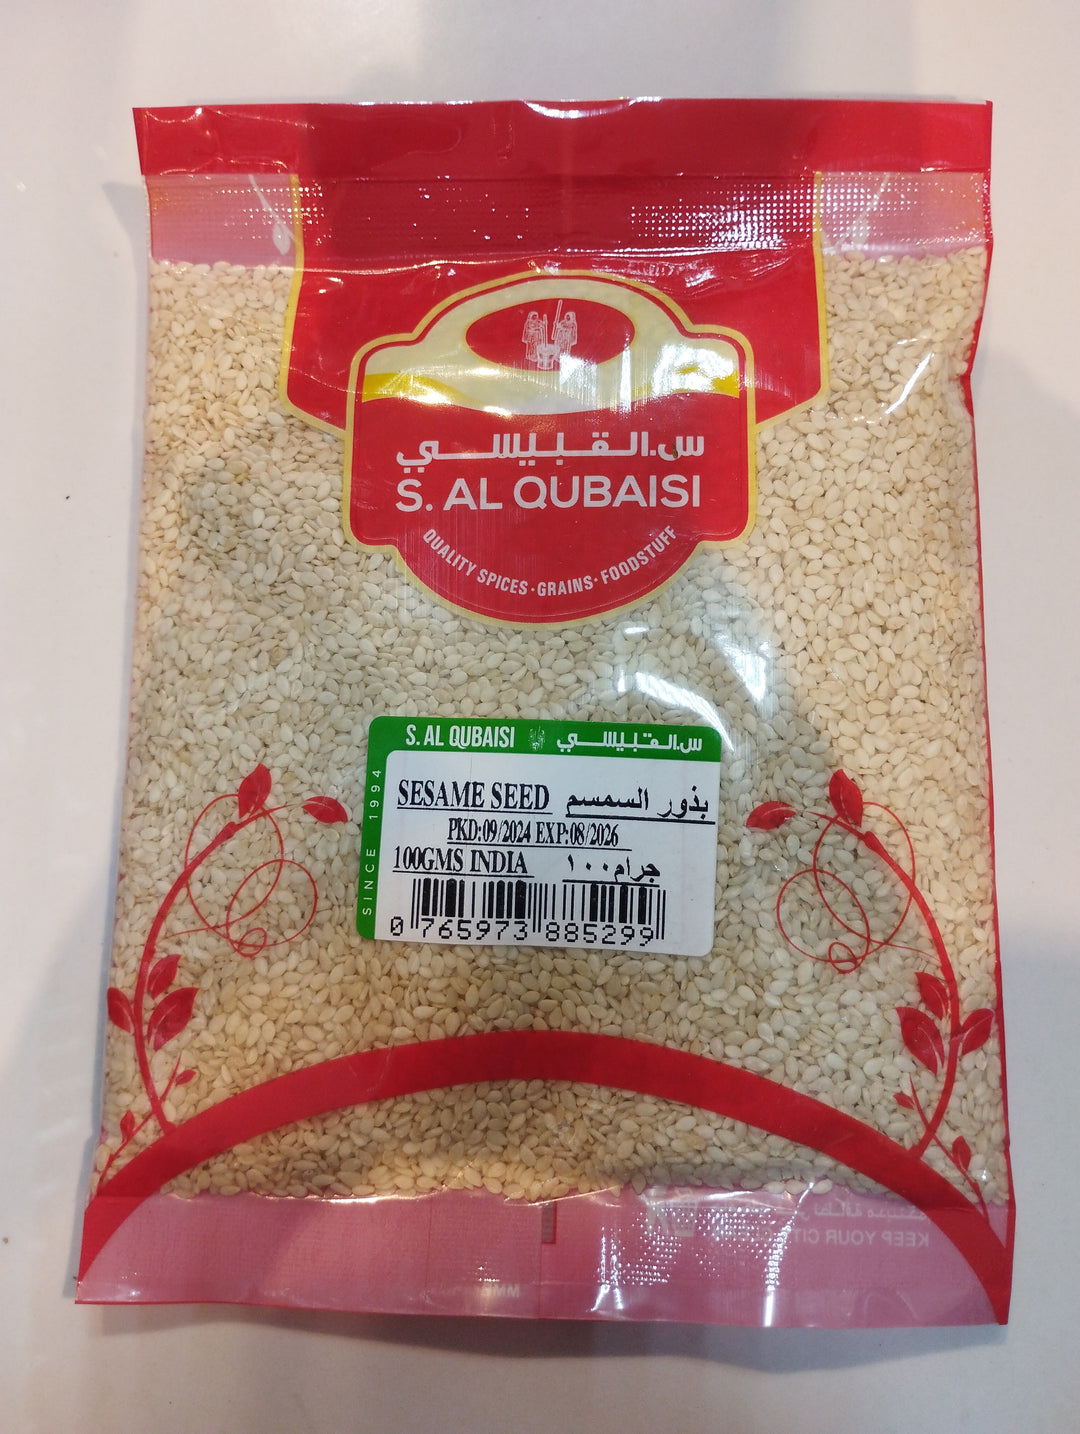 س.القبيسي
S. AL QUBAISI
QUALITY SPICES · GRAINS · FOODSTUFF
S. AL QUBAISI س.القبيسي
SINCE 1994
SESAME SEED بذور السمسم
PKD:09/2024 EXP:08/2026
100GMS INDIA ١٠٠جرام
0 765973 885299
KEEP YOUR CITY